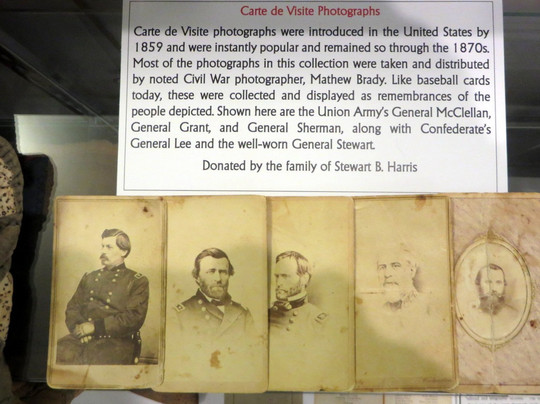 Carte de Visite Photographs
Carte de Visite photographs were introduced in the United States by
1859 and were instantly popular and remained so through the 1870s.
Most of the photographs in this collection were taken and distributed
by noted Civil War photographer, Mathew Brady. Like baseball cards
today, these were collected and displayed as remembrances of the
people depicted. Shown here are the Union Army's General McClellan,
General Grant, and General Sherman, along with Confederate's
General Lee and the well-worn General Stewart.
Donated by the family of Stewart B. Harris